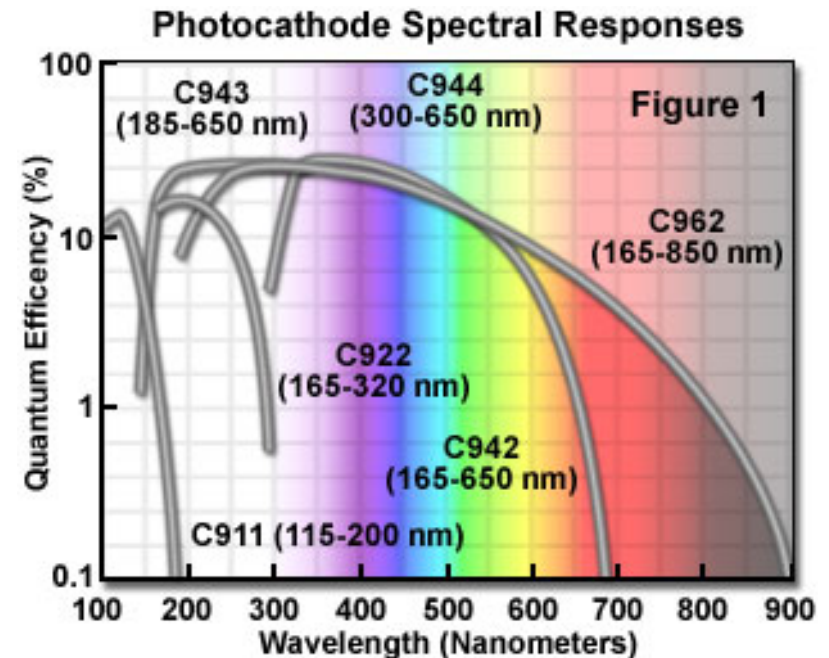 Photocathode Spectral Responses
100
C943
(185-650 nm)
C944
(300-650 nm)
Figure 1
10
C962
(165-850 nm)
Quantum Efficency (%)
C922
(165-320 nm)
1
C942
(165-650 nm)
C911 (115-200 nm)
0.1
100 200 300 400 500 600 700 800 900
Wavelength (Nanometers)